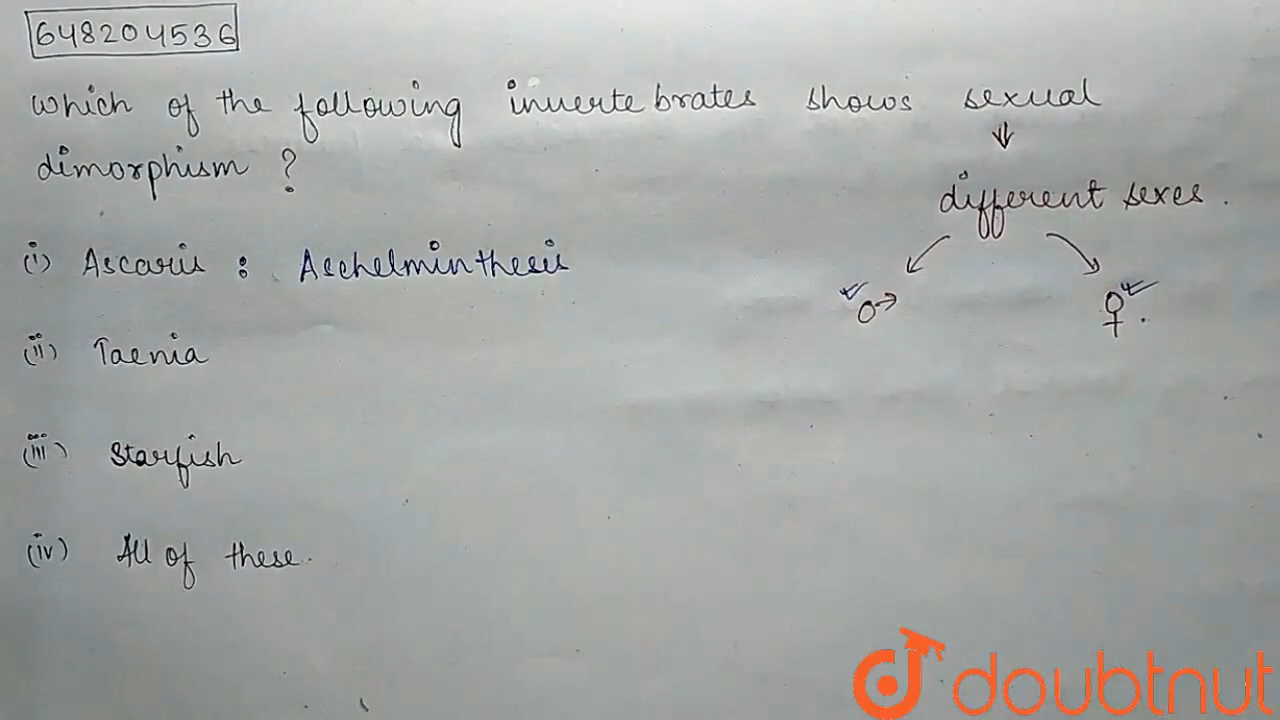 648204536
which of the following invertebrates shows sexual
dimorphism ?
different sexes.
(i) Ascaris : Aschelminthesis
(ii) Taenia
(iii) Starfish
(iv) All of these.
doubtnut